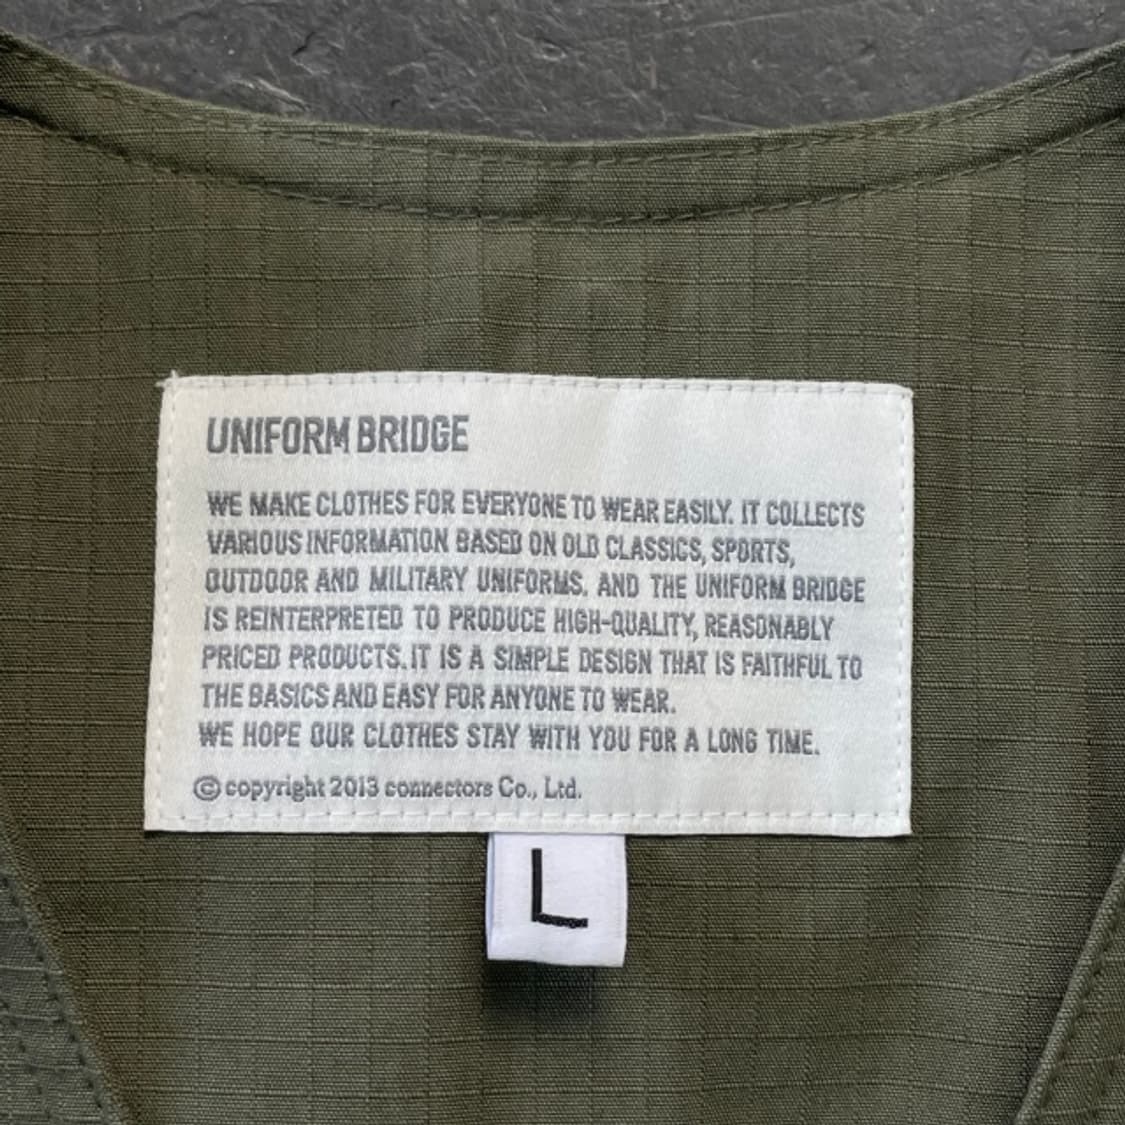 UNIFORM BRIDGE
WE MAKE CLOTHES FOR EVERYONE TO WEAR EASILY. IT COLLECTS
VARIOUS INFORMATION BASED ON OLD CLASSICS, SPORTS,
OUTDOOR AND MILITARY UNIFORMS. AND THE UNIFORM BRIDGE
IS REINTERPRETED TO PRODUCE HIGH-QUALITY, REASONABLY
PRICED PRODUCTS. IT IS A SIMPLE DESIGN THAT IS FAITHFUL TO
THE BASICS AND EASY FOR ANYONE TO WEAR.
WE HOPE OUR CLOTHES STAY WITH YOU FOR A LONG TIME.
© copyright 2013 connectors Co., Ltd.
L